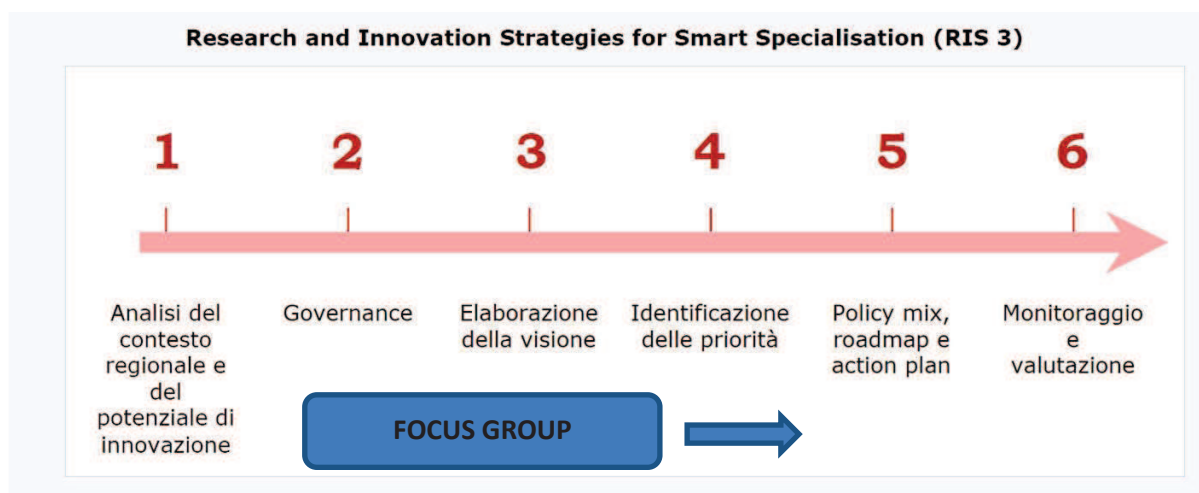 Research and Innovation Strategies for Smart Specialisation (RIS 3)
1
2
3
4
5
6
Analisi del
contesto
regionale e
del
potenziale di
innovazione
Governance
Elaborazione
della visione
Identificazione
delle priorità
Policy mix,
roadmap e
action plan
Monitoraggio
e
valutazione
FOCUS GROUP